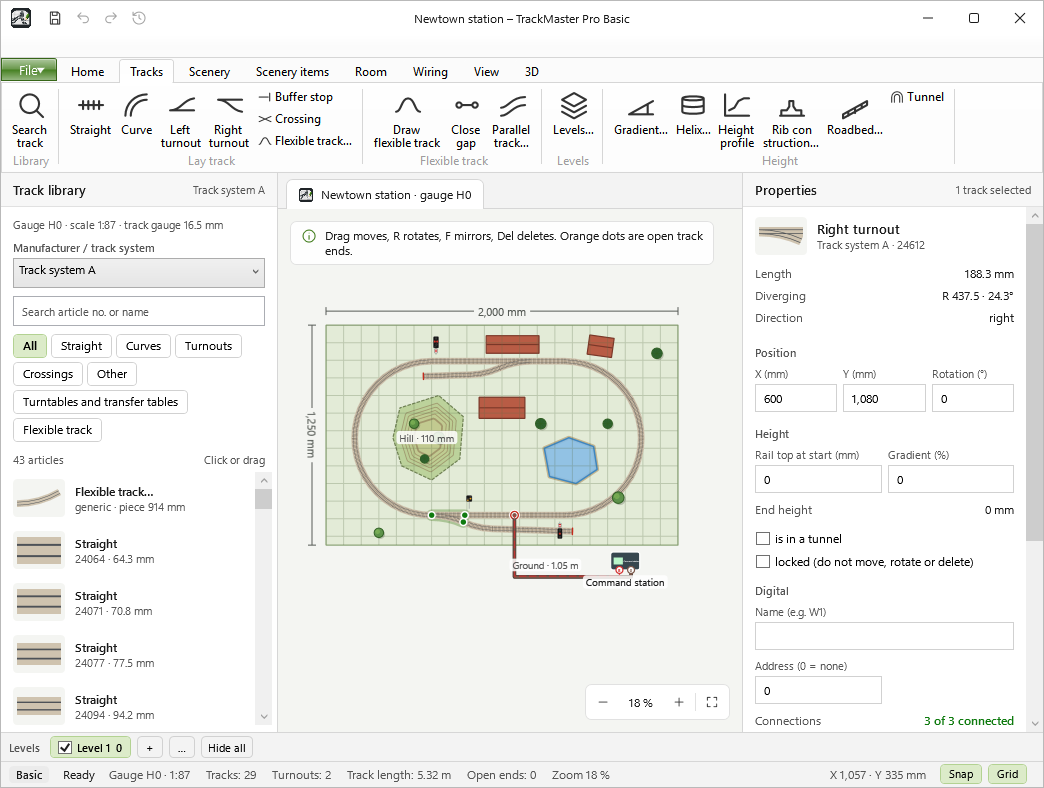 Newtown station – TrackMaster Pro Basic
File
Home
Tracks
Scenery
Scenery items
Room
Wiring
View
3D
Search track
Library
Straight
Curve
Left turnout
Right turnout
Buffer stop
Crossing
Flexible track...
Lay track
Draw flexible track
Close gap
Parallel track...
Flexible track
Levels...
Levels
Gradient...
Helix...
Height profile
Rib con struction...
Roadbed...
Tunnel
Height
Track library
Track system A
Gauge H0 · scale 1:87 · track gauge 16.5 mm
Manufacturer / track system
Track system A
Search article no. or name
All
Straight
Curves
Turnouts
Crossings
Other
Turntables and transfer tables
Flexible track
43 articles
Click or drag
Flexible track...
generic · piece 914 mm
Straight
24064 · 64.3 mm
Straight
24071 · 70.8 mm
Straight
24077 · 77.5 mm
Straight
24094 · 94.2 mm
Newtown station · gauge H0
Drag moves, R rotates, F mirrors, Del deletes. Orange dots are open track
ends.
2,000 mm
1,250 mm
Hill · 110 mm
Ground · 1.05 m
Command station
18 %
Properties
1 track selected
Right turnout
Track system A · 24612
Length
188.3 mm
Diverging
R 437.5 · 24.3°
Direction
right
Position
X (mm)
Y (mm)
Rotation (°)
600
1,080
0
Height
Rail top at start (mm)
Gradient (%)
0
0
End height
0 mm
is in a tunnel
locked (do not move, rotate or delete)
Digital
Name (e.g. W1)
Address (0 = none)
0
Connections
3 of 3 connected
Levels
Level 1 0
+
...
Hide all
Basic
Ready
Gauge H0 · 1:87
Tracks: 29
Turnouts: 2
Track length: 5.32 m
Open ends: 0
Zoom 18 %
X 1,057 · Y 335 mm
Snap
Grid